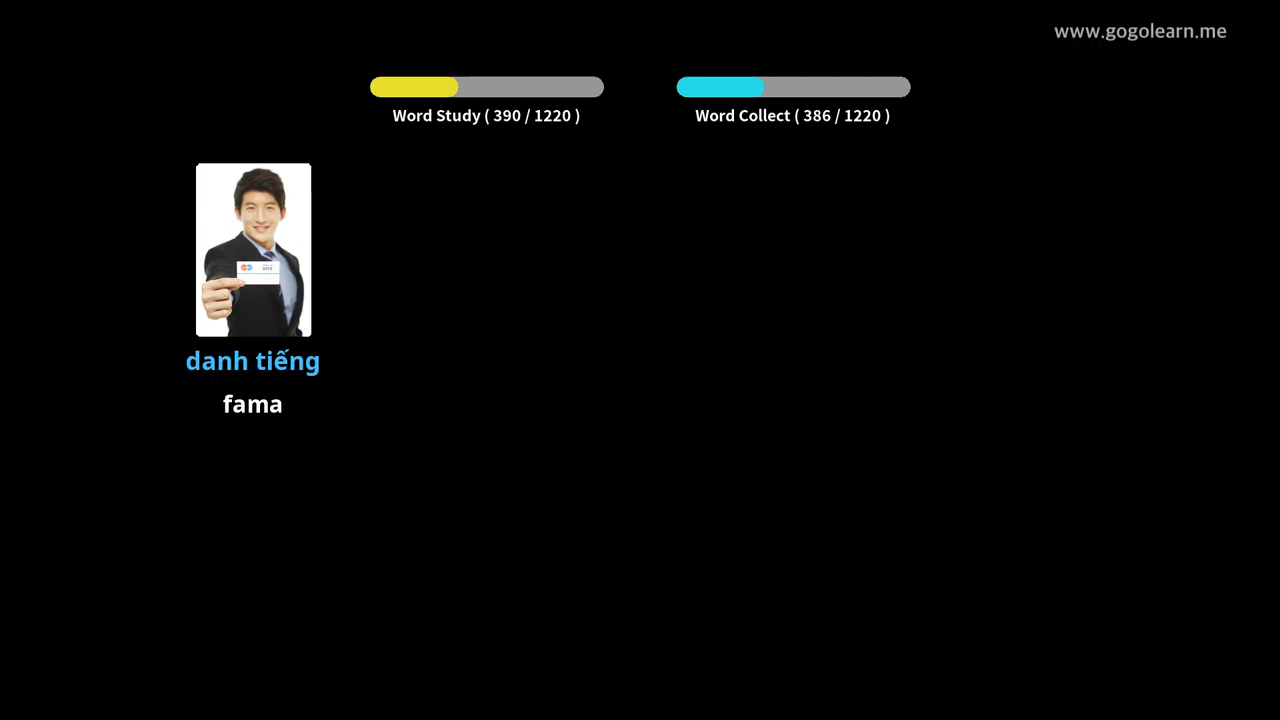 www.gogolearn.me
Word Study ( 390 / 1220 )
Word Collect ( 386 / 1220 )
danh tiếng
fama